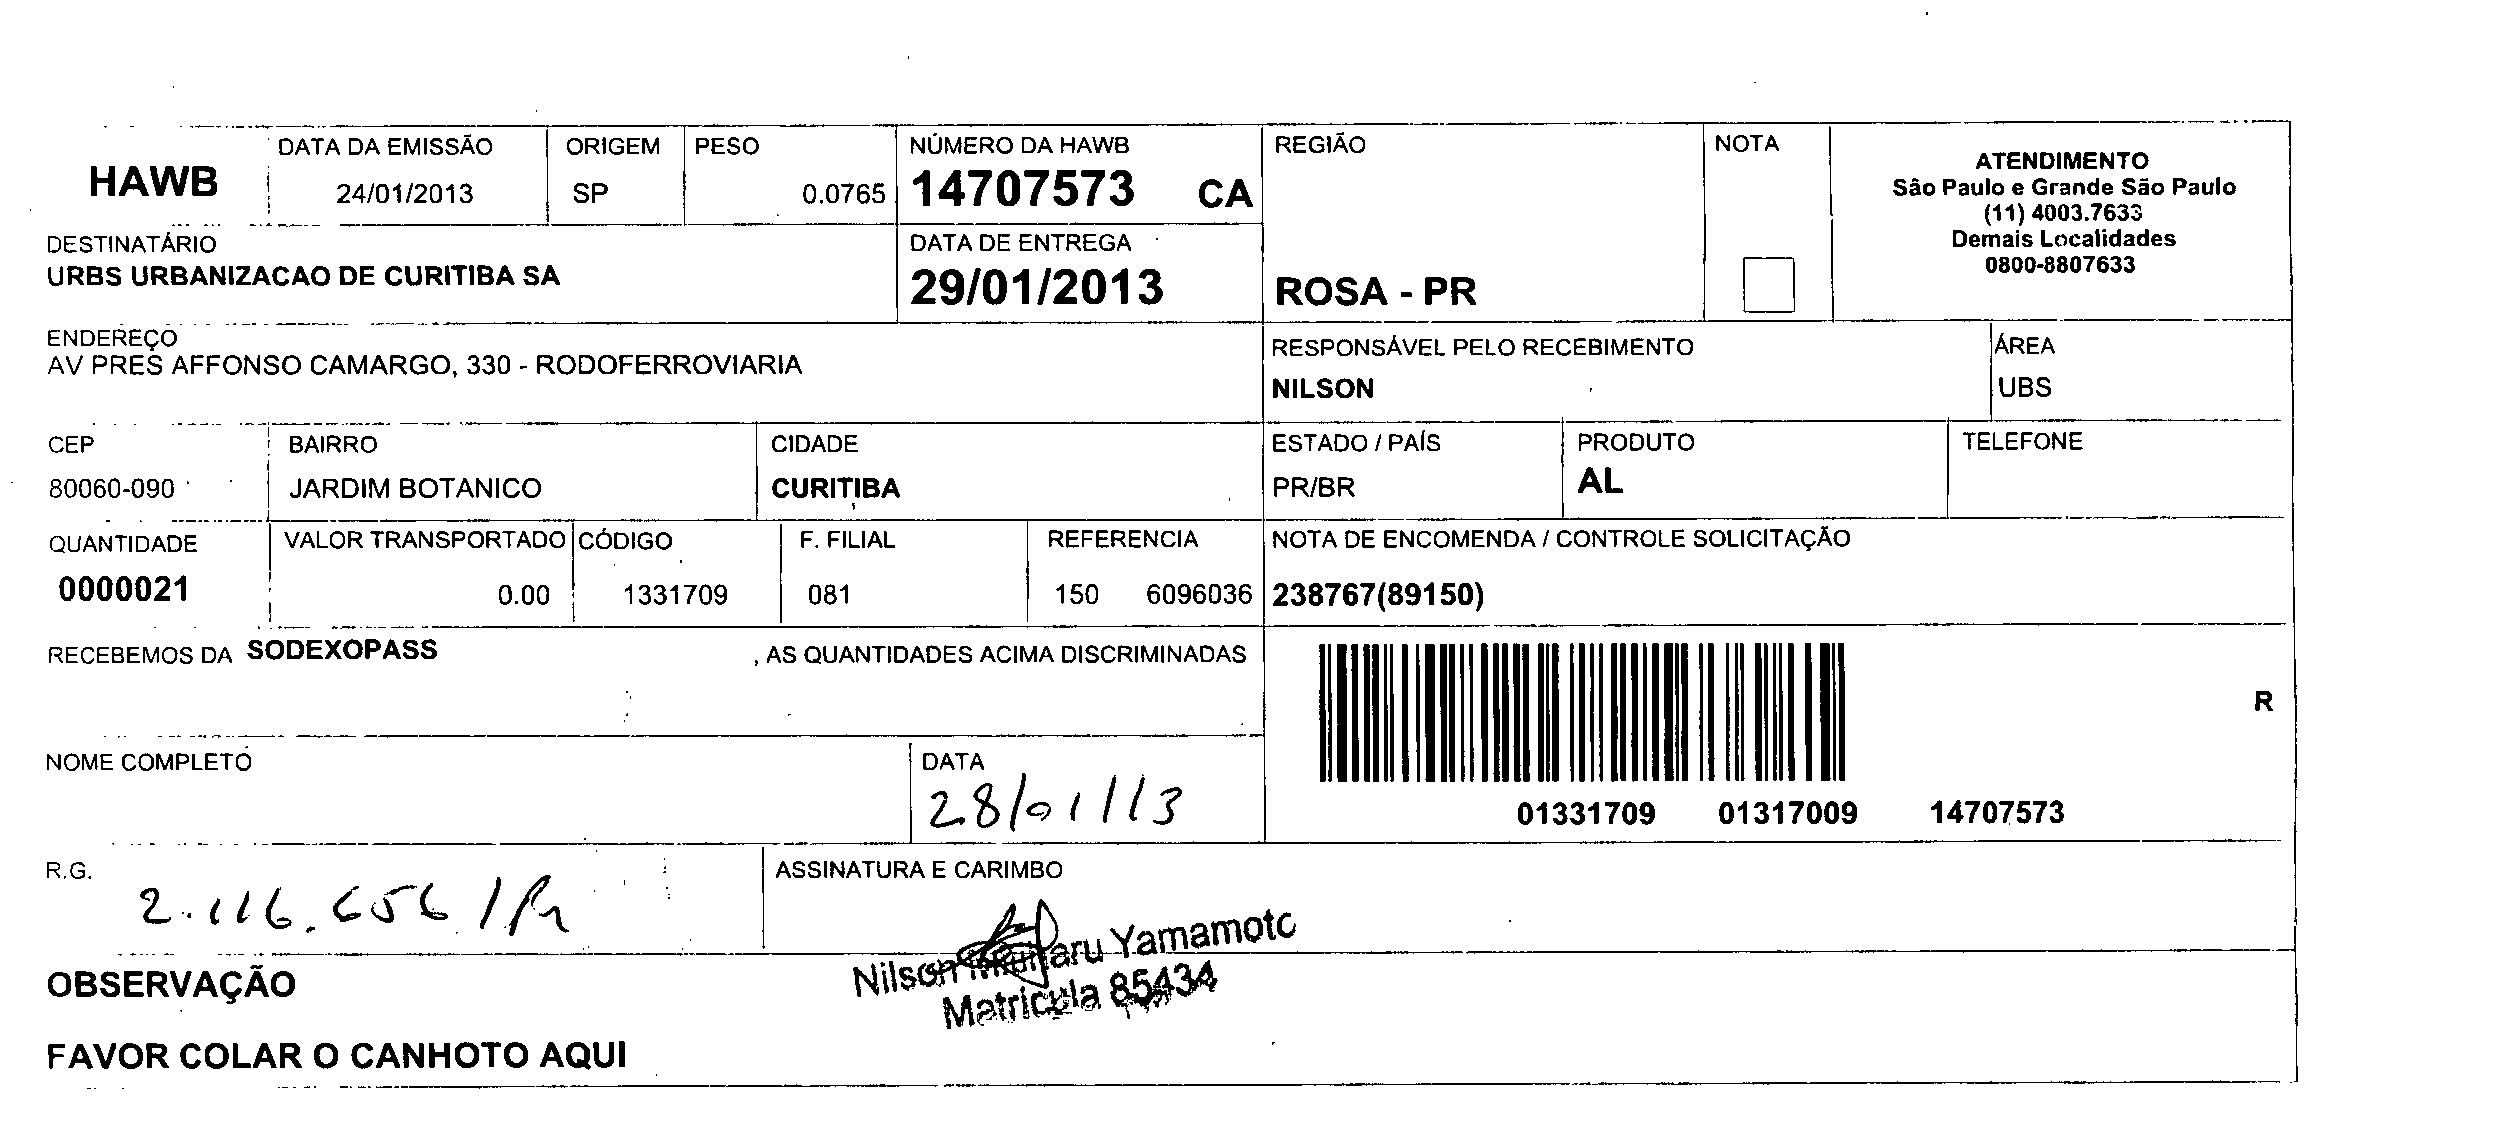 HAWB
DATA DA EMISSÃO
24/01/2013
ORIGEM
SP
PESO
0.0765
NÚMERO DA HAWB
14707573 CA
REGIÃO
ROSA - PR
NOTA
ATENDIMENTO
São Paulo e Grande São Paulo
(11) 4003.7633
Demais Localidades
0800-8807633
DESTINATÁRIO
URBS URBANIZACAO DE CURITIBA SA
DATA DE ENTREGA
29/01/2013
ENDEREÇO
AV PRES AFFONSO CAMARGO, 330 - RODOFERROVIARIA
RESPONSÁVEL PELO RECEBIMENTO
NILSON
ÁREA
UBS
CEP
80060-090
BAIRRO
JARDIM BOTANICO
CIDADE
CURITIBA
ESTADO / PAÍS
PR/BR
PRODUTO
AL
TELEFONE
QUANTIDADE
0000021
VALOR TRANSPORTADO
0.00
CÓDIGO
1331709
F. FILIAL
081
REFERENCIA
150 6096036
NOTA DE ENCOMENDA / CONTROLE SOLICITAÇÃO
238767(89150)
RECEBEMOS DA SODEXOPASS , AS QUANTIDADES ACIMA DISCRIMINADAS
R
01331709 01317009 14707573
NOME COMPLETO
DATA
28/01/13
R.G.
2.116.656 /Pr
ASSINATURA E CARIMBO
Nilson Yamamoto
Matrícula 85434
OBSERVAÇÃO
FAVOR COLAR O CANHOTO AQUI